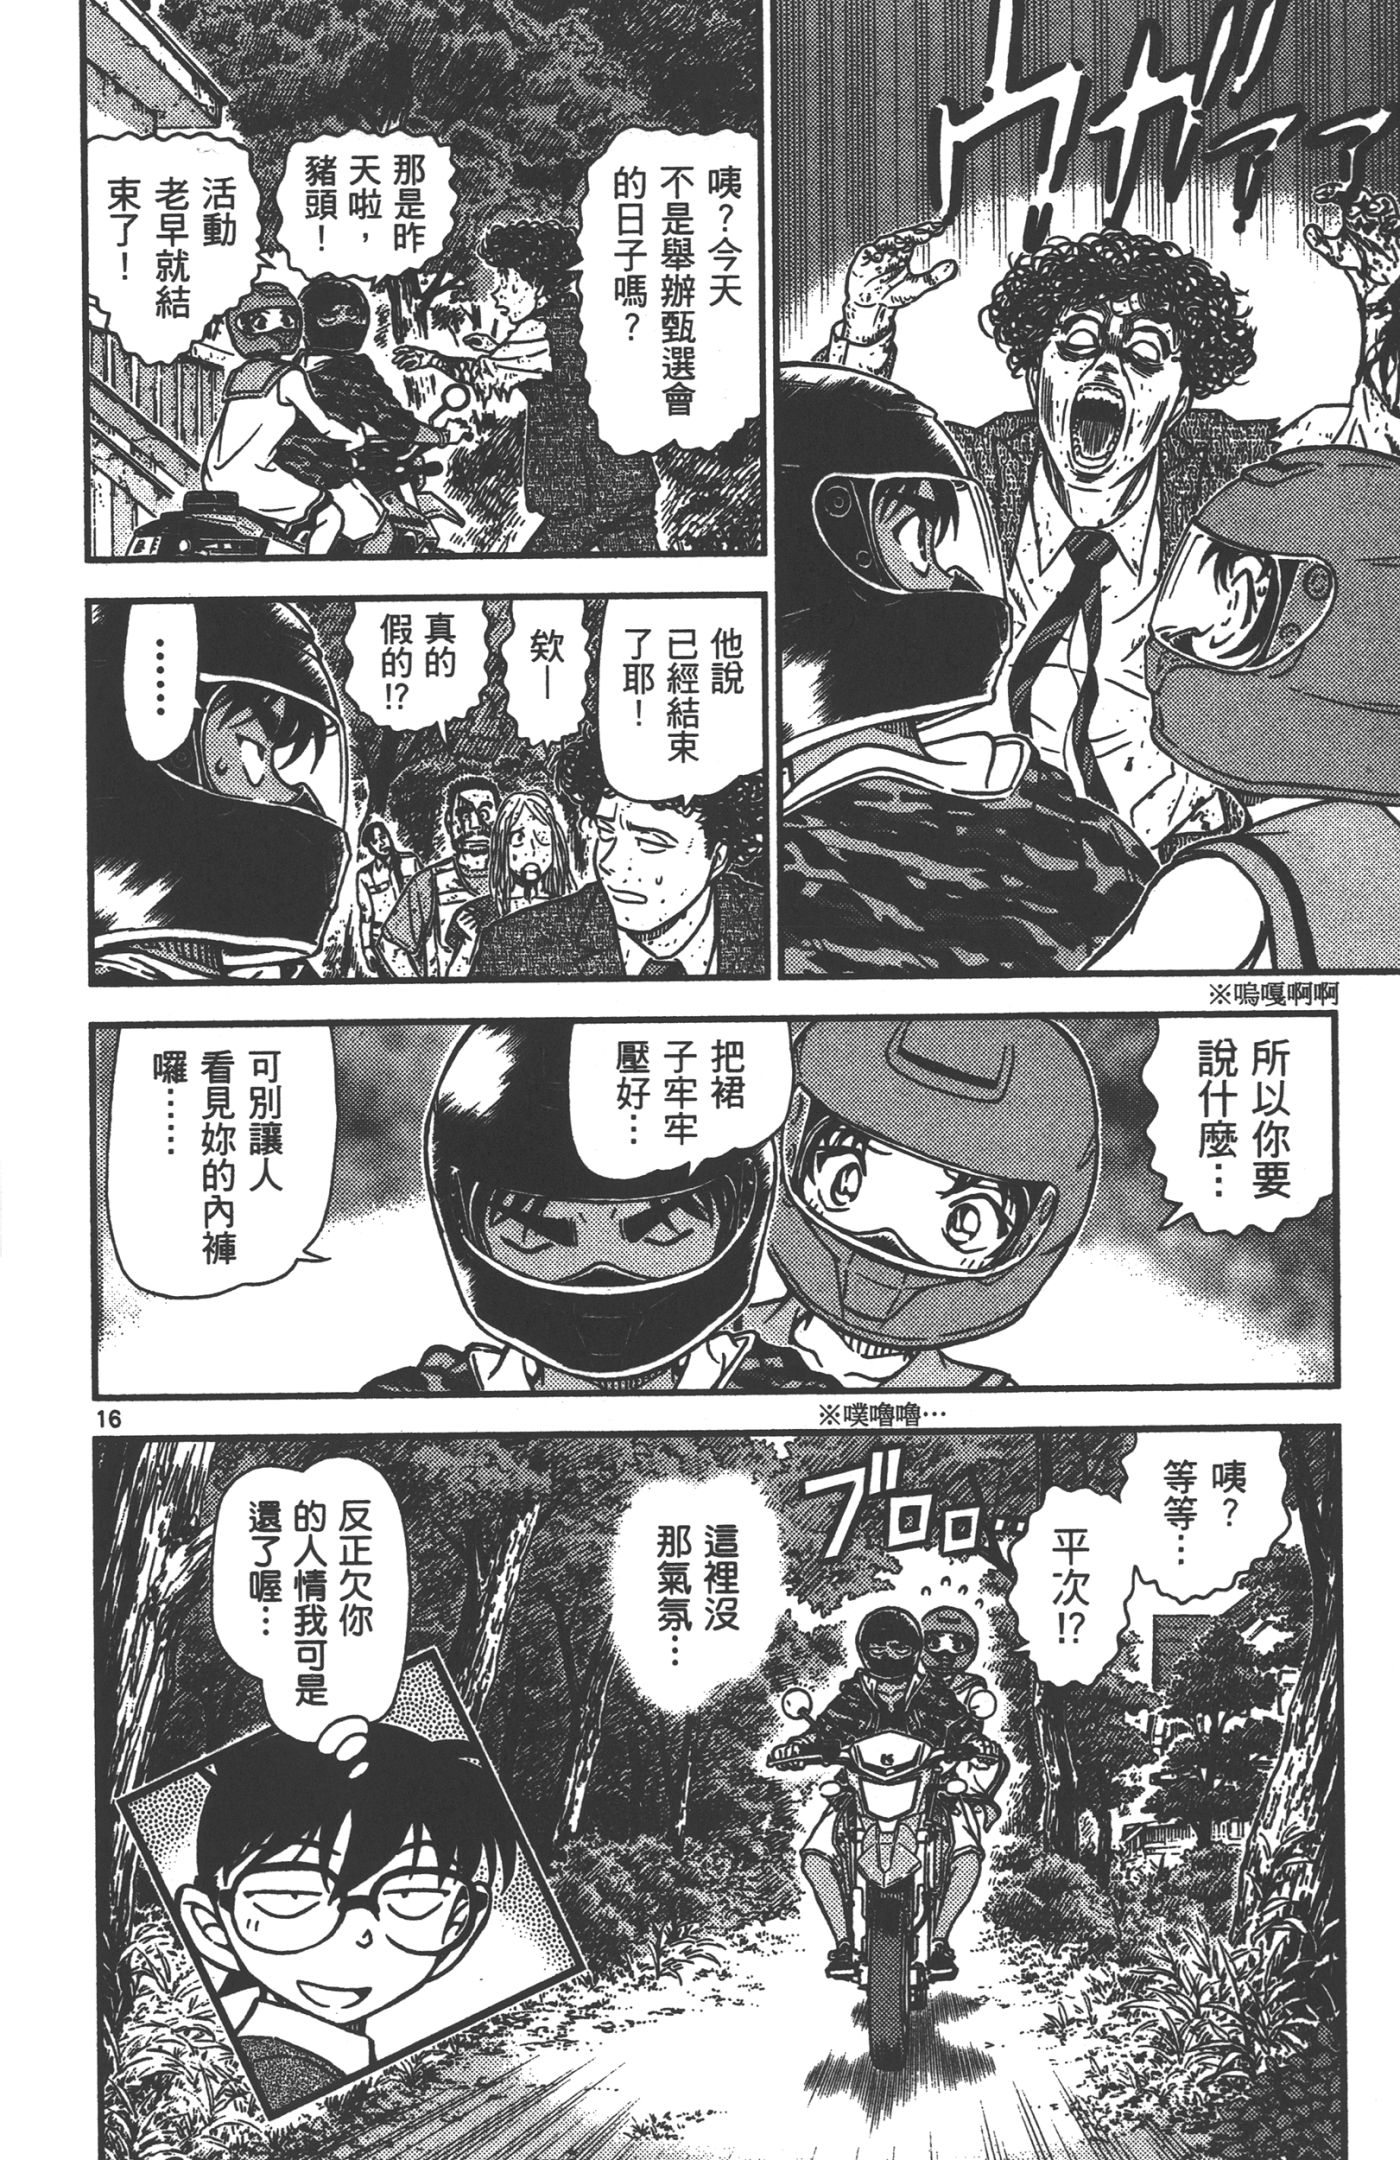 ウガァァ
※嗚嘎啊啊
咦?今天
不是舉辦甄選會
的日子嗎?
那是昨
天啦,
豬頭!
活動
老早就結
束了!
他說
已經結束
了耶!
欸—
真的
假的!?
……
所以你要
說什麼…
把裙
子牢牢
壓好…
可別讓人
看見妳的內褲
囉……
16
※噗嚕嚕…
ブロロ…
咦?
等等…
平次!?
這裡沒
那氣氛…
反正欠你
的人情我可是
還了喔…